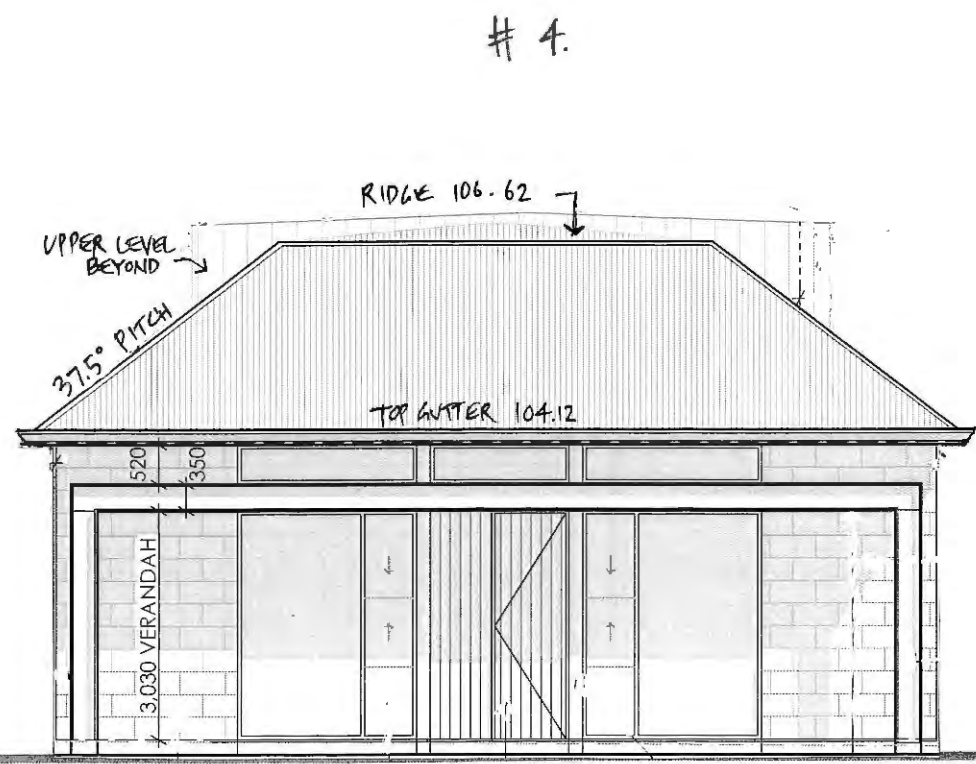 # 4.
RIDGE 106.62
UPPER LEVEL
BEYOND
37.5° PITCH
TOP GUTTER 104.12
520
350
3,030 VERANDAH